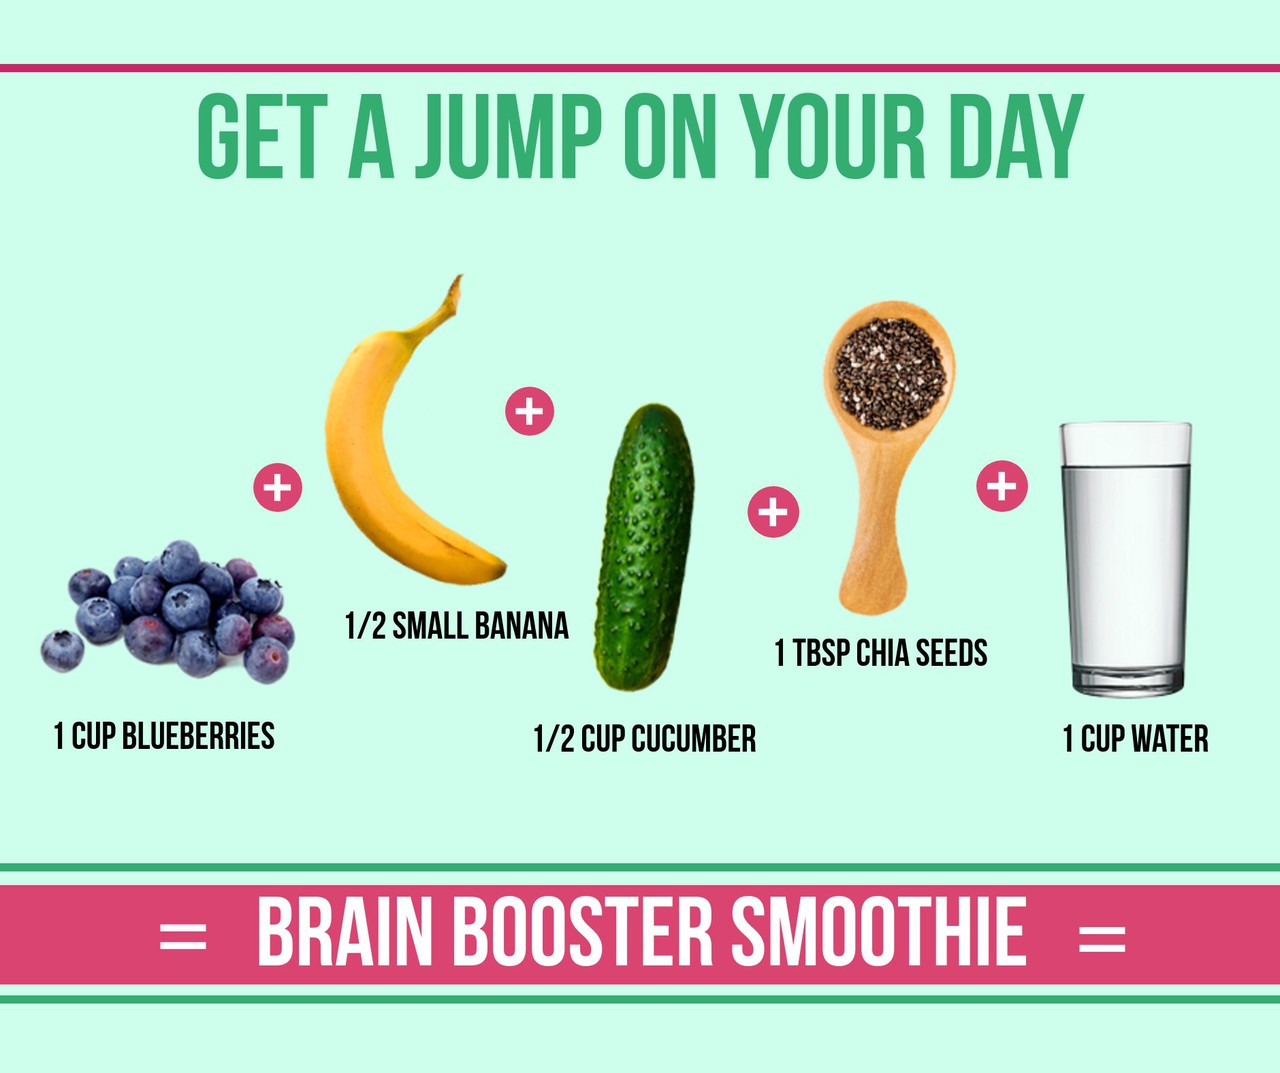 GET A JUMP ON YOUR DAY
+
+
+
+
1 CUP BLUEBERRIES
1/2 SMALL BANANA
1/2 CUP CUCUMBER
1 TBSP CHIA SEEDS
1 CUP WATER
= BRAIN BOOSTER SMOOTHIE =